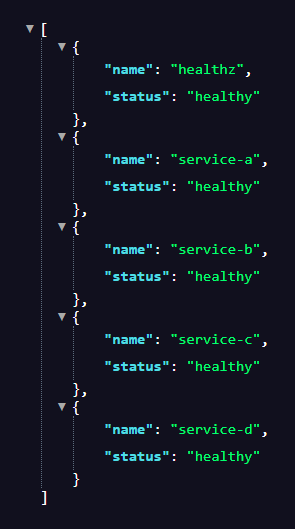 [
{
"name": "healthz",
"status": "healthy"
},
{
"name": "service-a",
"status": "healthy"
},
{
"name": "service-b",
"status": "healthy"
},
{
"name": "service-c",
"status": "healthy"
},
{
"name": "service-d",
"status": "healthy"
}
]